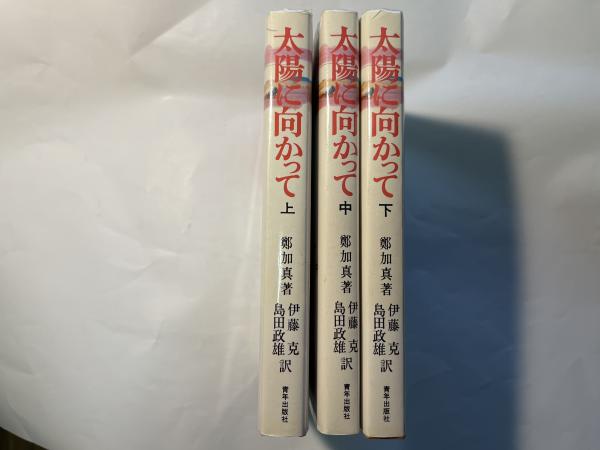 太陽に向かって 上
鄭加真著
伊藤克
島田政雄 訳
青年出版社
太陽に向かって 中
鄭加真著
伊藤克
島田政雄 訳
青年出版社
太陽に向かって 下
鄭加真著
伊藤克
島田政雄 訳
青年出版社